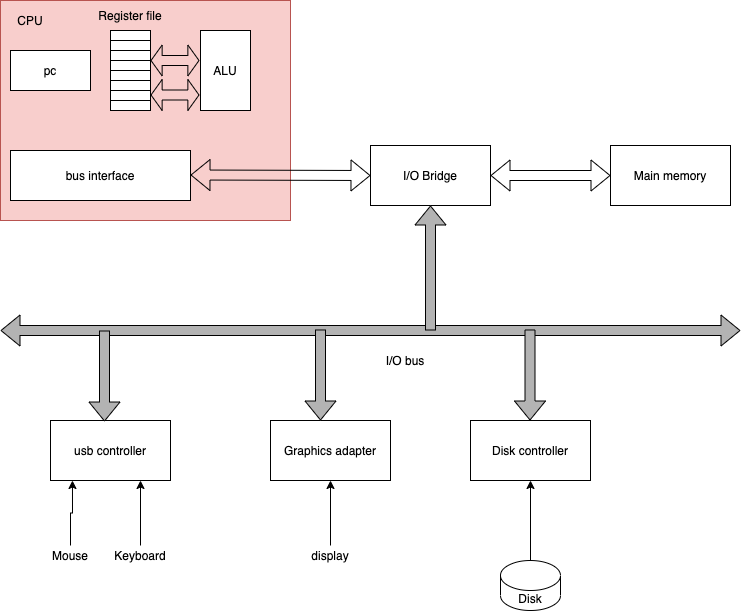 CPU
Register file
pc
ALU
bus interface
I/O Bridge
Main memory
I/O bus
usb controller
Graphics adapter
Disk controller
Mouse
Keyboard
display
Disk